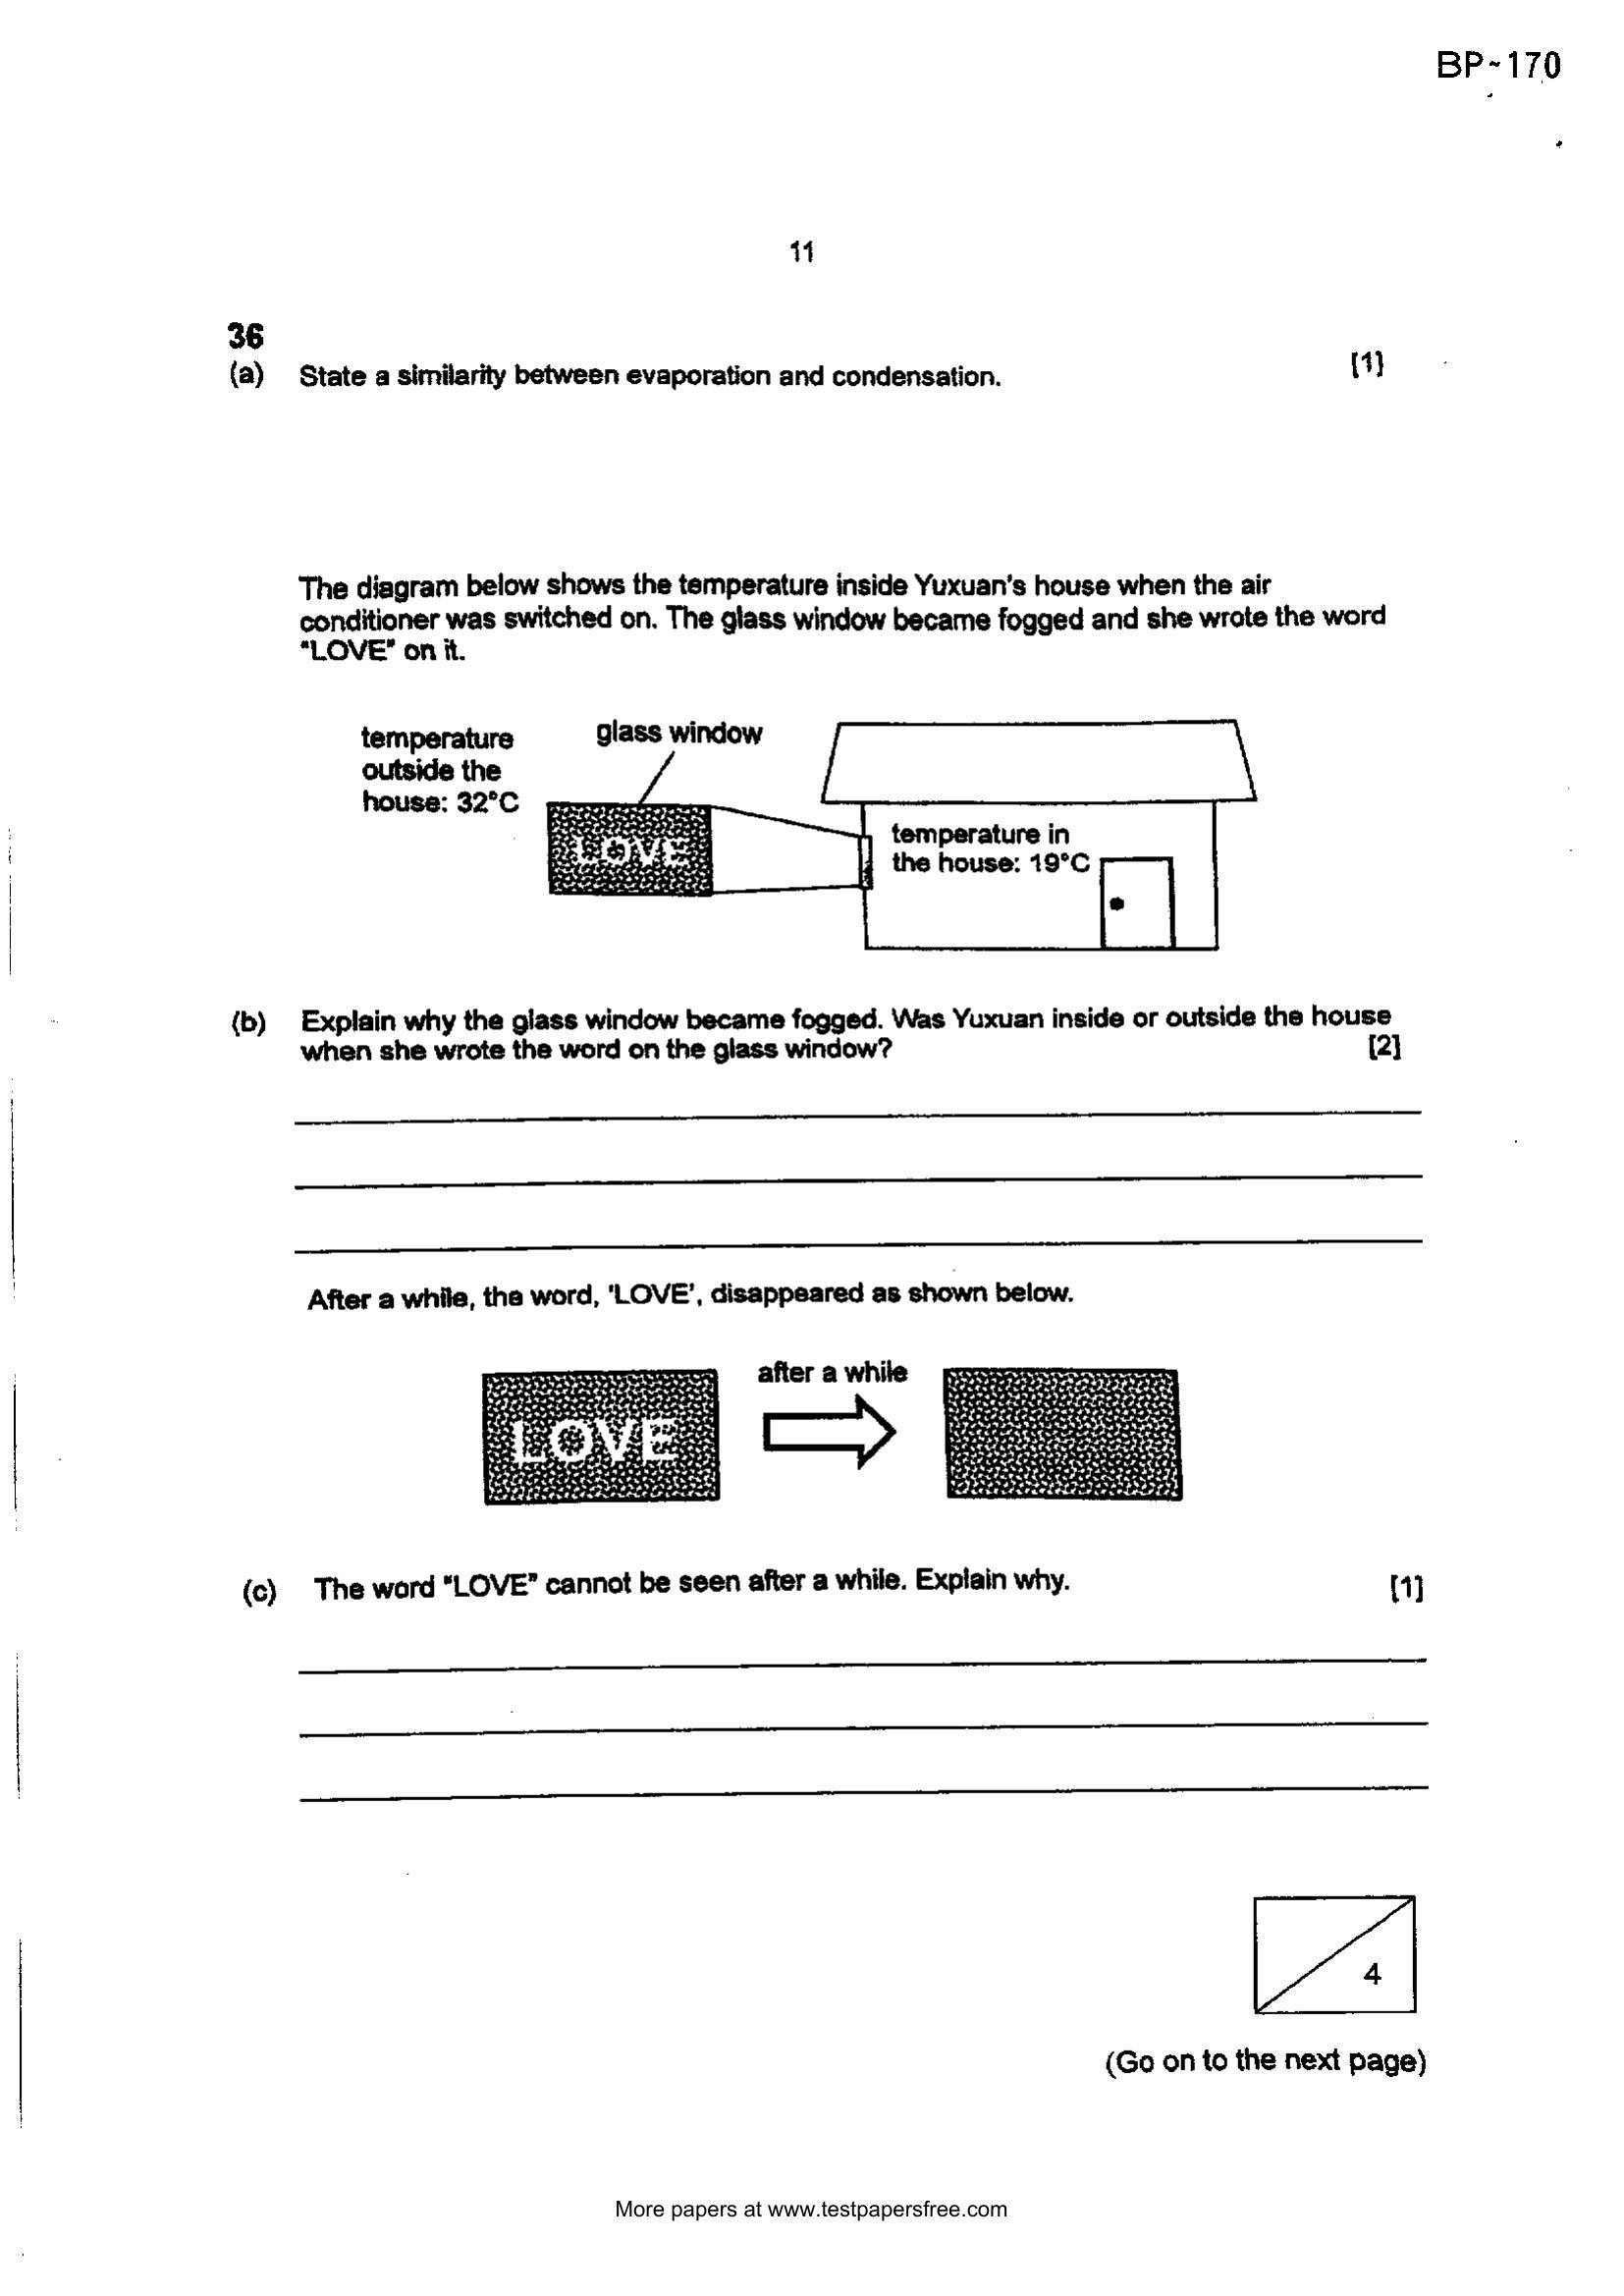 BP~170
11
36
(a) State a similarity between evaporation and condensation. [1]
The diagram below shows the temperature inside Yuxuan's house when the air
conditioner was switched on. The glass window became fogged and she wrote the word
"LOVE" on it.
temperature
outside the
house: 32°C
glass window
LOVE
temperature in
the house: 19°C
(b) Explain why the glass window became fogged. Was Yuxuan inside or outside the house
when she wrote the word on the glass window? [2]
After a while, the word, 'LOVE', disappeared as shown below.
LOVE
after a while
(c) The word "LOVE" cannot be seen after a while. Explain why. [1]
4
(Go on to the next page)
More papers at www.testpapersfree.com